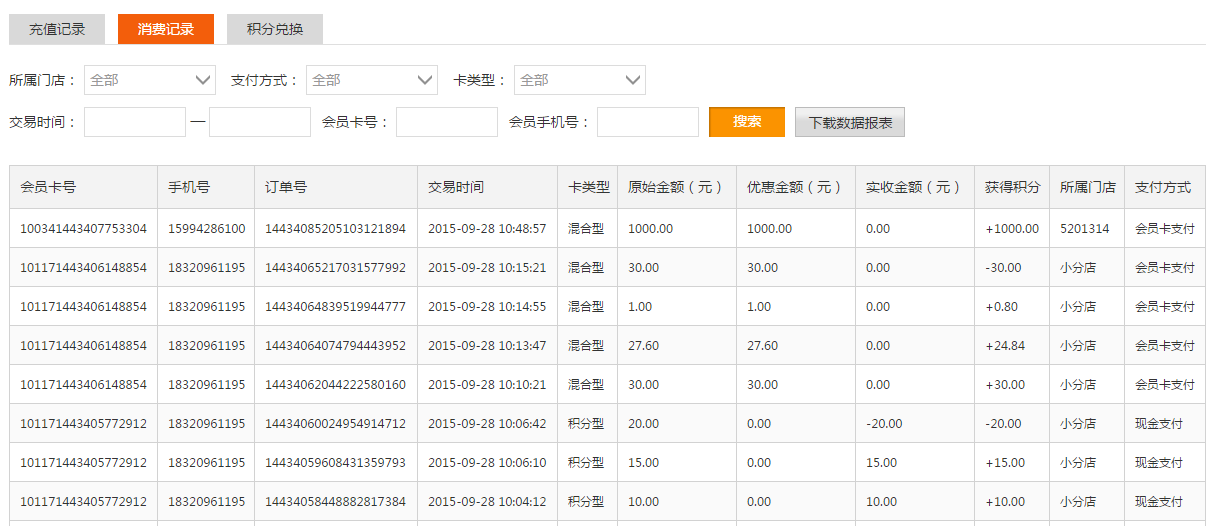 充值记录 消费记录 积分兑换
所属门店： 全部 支付方式： 全部 卡类型： 全部
交易时间： — 会员卡号： 会员手机号： 搜索 下载数据报表
会员卡号 手机号 订单号 交易时间 卡类型 原始金额（元） 优惠金额（元） 实收金额（元） 获得积分 所属门店 支付方式
100341443407753304 15994286100 14434085205103121894 2015-09-28 10:48:57 混合型 1000.00 1000.00 0.00 +1000.00 5201314 会员卡支付
101171443406148854 18320961195 14434065217031577992 2015-09-28 10:15:21 混合型 30.00 30.00 0.00 -30.00 小分店 会员卡支付
101171443406148854 18320961195 14434064839519944777 2015-09-28 10:14:55 混合型 1.00 1.00 0.00 +0.80 小分店 会员卡支付
101171443406148854 18320961195 14434064074794443952 2015-09-28 10:13:47 混合型 27.60 27.60 0.00 +24.84 小分店 会员卡支付
101171443406148854 18320961195 14434062044222580160 2015-09-28 10:10:21 混合型 30.00 30.00 0.00 +30.00 小分店 会员卡支付
101171443405772912 18320961195 14434060024954914712 2015-09-28 10:06:42 积分型 20.00 0.00 -20.00 -20.00 小分店 现金支付
101171443405772912 18320961195 14434059608431359793 2015-09-28 10:06:10 积分型 15.00 0.00 15.00 +15.00 小分店 现金支付
101171443405772912 18320961195 14434058448882817384 2015-09-28 10:04:12 积分型 10.00 0.00 10.00 +10.00 小分店 现金支付